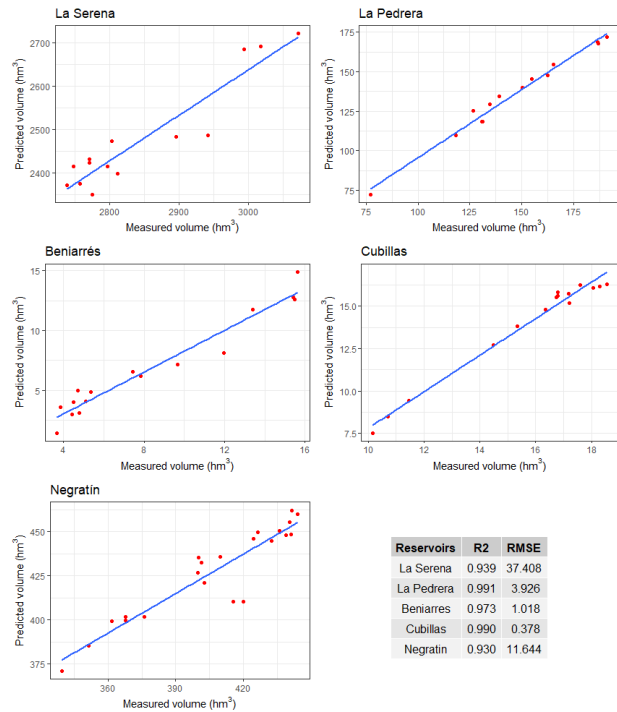 La Serena
Predicted volume (hm³)
2700
2600
2500
2400
2800 2900 3000
Measured volume (hm³)
La Pedrera
Predicted volume (hm³)
175
150
125
100
75
75 100 125 150 175
Measured volume (hm³)
Beniarrés
Predicted volume (hm³)
15
10
5
4 8 12 16
Measured volume (hm³)
Cubillas
Predicted volume (hm³)
15.0
12.5
10.0
7.5
10 12 14 16 18
Measured volume (hm³)
Negratín
Predicted volume (hm³)
450
425
400
375
360 390 420
Measured volume (hm³)
Reservoirs R2 RMSE
La Serena 0.939 37.408
La Pedrera 0.991 3.926
Beniarres 0.973 1.018
Cubillas 0.990 0.378
Negratin 0.930 11.644